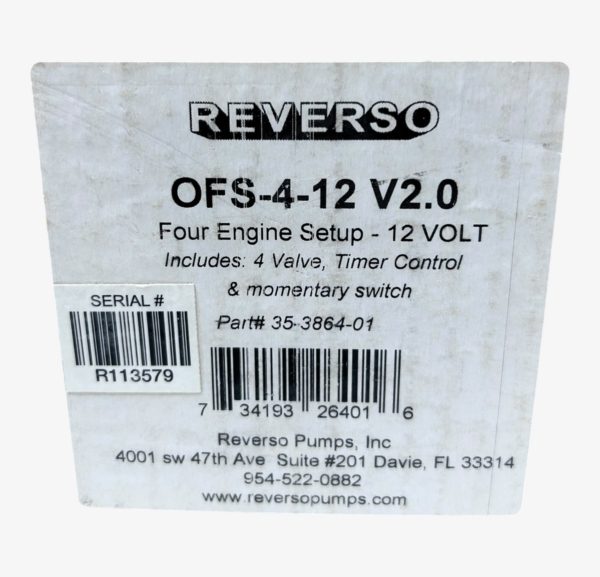 REVERSO
OFS-4-12 V2.0
Four Engine Setup - 12 VOLT
Includes: 4 Valve, Timer Control
& momentary switch
Part# 35-3864-01
SERIAL #
R113579
7 34193 26401 6
Reverso Pumps, Inc
4001 sw 47th Ave Suite #201 Davie, FL 33314
954-522-0882
www.reversopumps.com